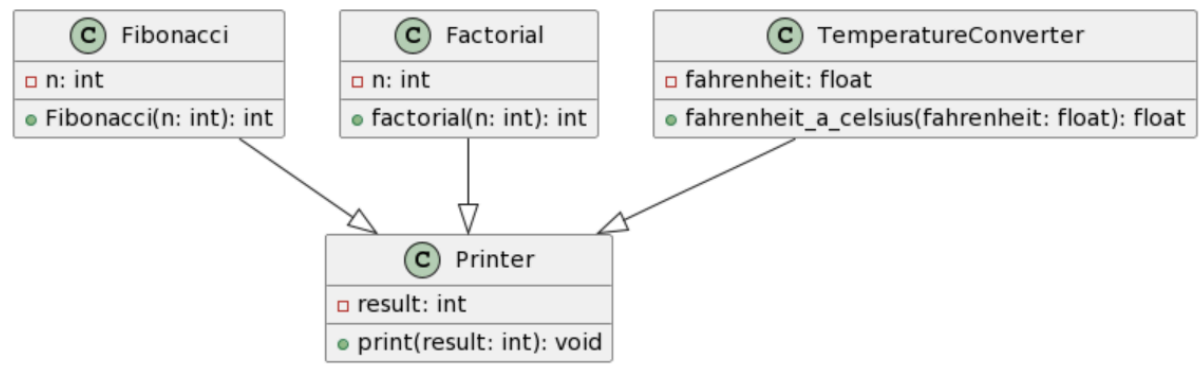 C Fibonacci
n: int
Fibonacci(n: int): int
C Factorial
n: int
factorial(n: int): int
C TemperatureConverter
fahrenheit: float
fahrenheit_a_celsius(fahrenheit: float): float
C Printer
result: int
print(result: int): void